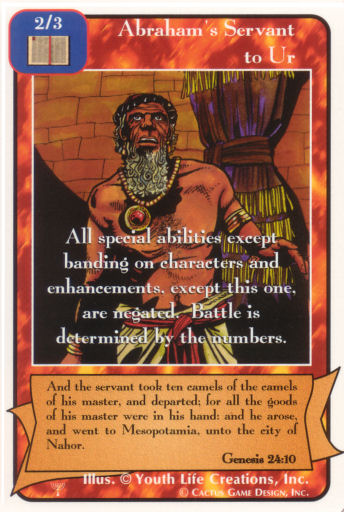 2/3
Abraham's Servant
to Ur
All special abilities except
banding on characters and
enhancements, except this one,
are negated. Battle is
determined by the numbers.
And the servant took ten camels of the camels
of his master, and departed; for all the goods
of his master were in his hand: and he arose,
and went to Mesopotamia, unto the city of
Nahor.
Genesis 24:10
Illus. © Youth Life Creations, Inc.
© Cactus Game Design, Inc.